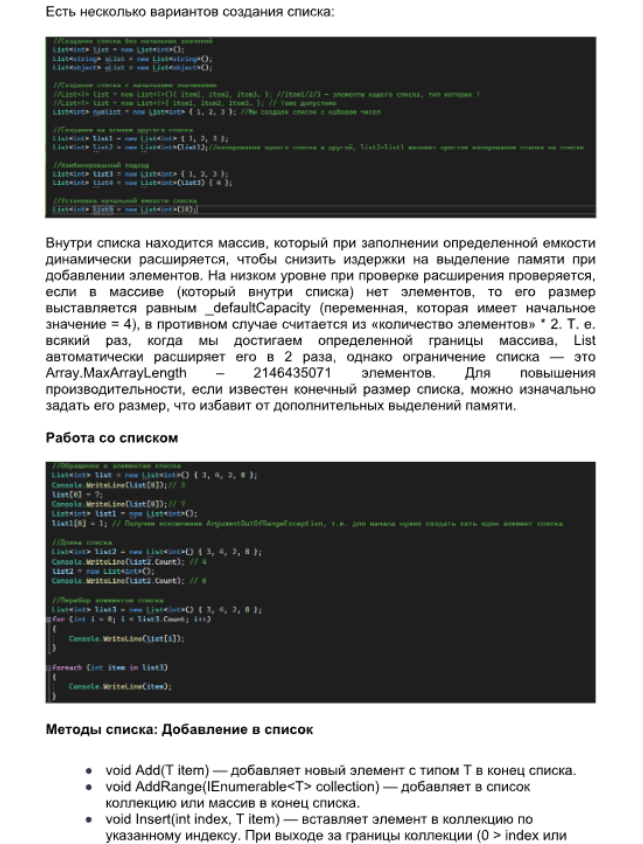 Есть несколько вариантов создания списка:
//Создание списка без начальных значений
List<int> list = new List<int>();
List<string> sList = new List<string>();
List<object> = new List<object>();
//Создание списка с начальными значениями
//List<T> list = new List<T>(){ Item1, Item2, Item3… }; //Item1/2/3 — элементы нашего списка, тип которых T
//List<T> list = new List<T>{ Item1, Item2, Item3… }; // Тоже допустимо
List<int> numList = new List<int> { 1, 2, 3 }; //Мы создали список с набором чисел
//Создание на основе другого списка
List<int> list1 = new List<int> { 1, 2, 3 };
List<int> list2 = new List<int>(list1);//копирование одного списка в другой, list2=list1 вызовет простое копирование ссылки на список
//Комбинированный подход
List<int> list3 = new List<int> { 1, 2, 3 };
List<int> list4 = new List<int>(list3) { 4 };
//Установка начальной емкости списка
List<int> list5 = new List<int>(10);
Внутри списка находится массив, который при заполнении определенной емкости
динамически расширяется, чтобы снизить издержки на выделение памяти при
добавлении элементов. На низком уровне при проверке расширения проверяется,
если в массиве (который внутри списка) нет элементов, то его размер
выставляется равным _defaultCapacity (переменная, которая имеет начальное
значение = 4), в противном случае считается из «количество элементов» * 2. Т. е.
всякий раз, когда мы достигаем определенной границы массива, List
автоматически расширяет его в 2 раза, однако ограничение списка — это
Array.MaxArrayLength – 2146435071 элементов. Для повышения
производительности, если известен конечный размер списка, можно изначально
задать его размер, что избавит от дополнительных выделений памяти.
Работа со списком
//Обращение к элементам списка
List<int> list = new List<int>() { 3, 4, 2, 8 };
Console.WriteLine(list[0]);// 3
list[0] = 7;
Console.WriteLine(list[0]);// 7
List<int> list1 = new List<int>();
list1[0] = 1; // Получим исключение ArgumentOutOfRangeException, т.е. для начала нужно создать хоть один элемент списка
//Длина списка
List<int> list2 = new List<int>() { 3, 4, 2, 8 };
Console.WriteLine(list2.Count); // 4
list2 = new List<int>();
Console.WriteLine(list2.Count); // 0
//Перебор элементов списка
List<int> list3 = new List<int>() { 3, 4, 2, 8 };
for (int i = 0; i < list3.Count; i++)
{
Console.WriteLine(list[i]);
}
foreach (int item in list3)
{
Console.WriteLine(item);
}
Методы списка: Добавление в список
● void Add(T item) — добавляет новый элемент с типом T в конец списка.
● void AddRange(IEnumerable<T> collection) — добавляет в список
коллекцию или массив в конец списка.
● void Insert(int index, T item) — вставляет элемент в коллекцию по
указанному индексу. При выходе за границы коллекции (0 > index или